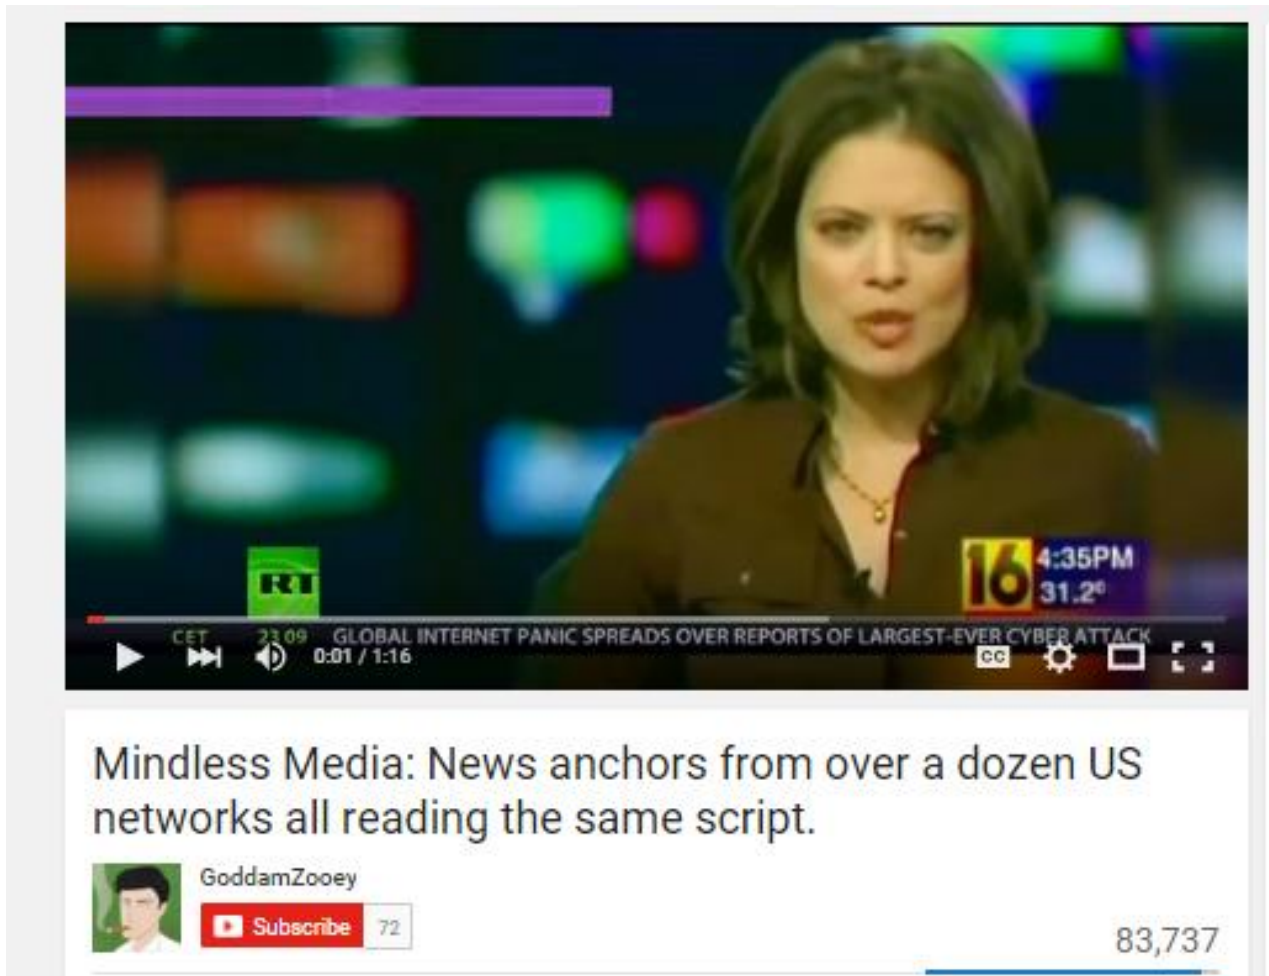 RT
16
4:35PM
31.2°
CET 23 09 GLOBAL INTERNET PANIC SPREADS OVER REPORTS OF LARGEST-EVER CYBER ATTACK
0:01 / 1:16
CC
Mindless Media: News anchors from over a dozen US
networks all reading the same script.
GoddamZooey
Subscribe 72
83,737